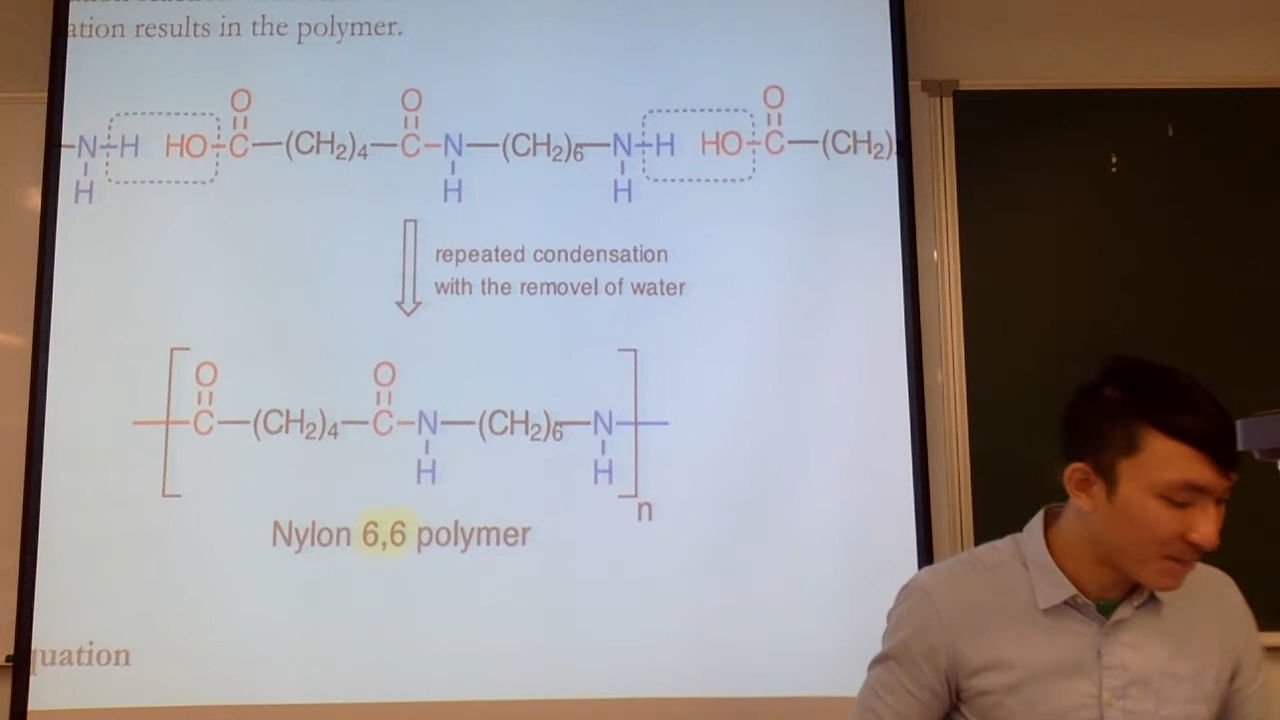 ation results in the polymer.
O O O
N H HO C (CH₂)₄ C N (CH₂)₆ N H HO C (CH₂)
H H H
repeated condensation
with the removel of water
O O
C (CH₂)₄ C N (CH₂)₆ N
H H
n
Nylon 6,6 polymer
quation